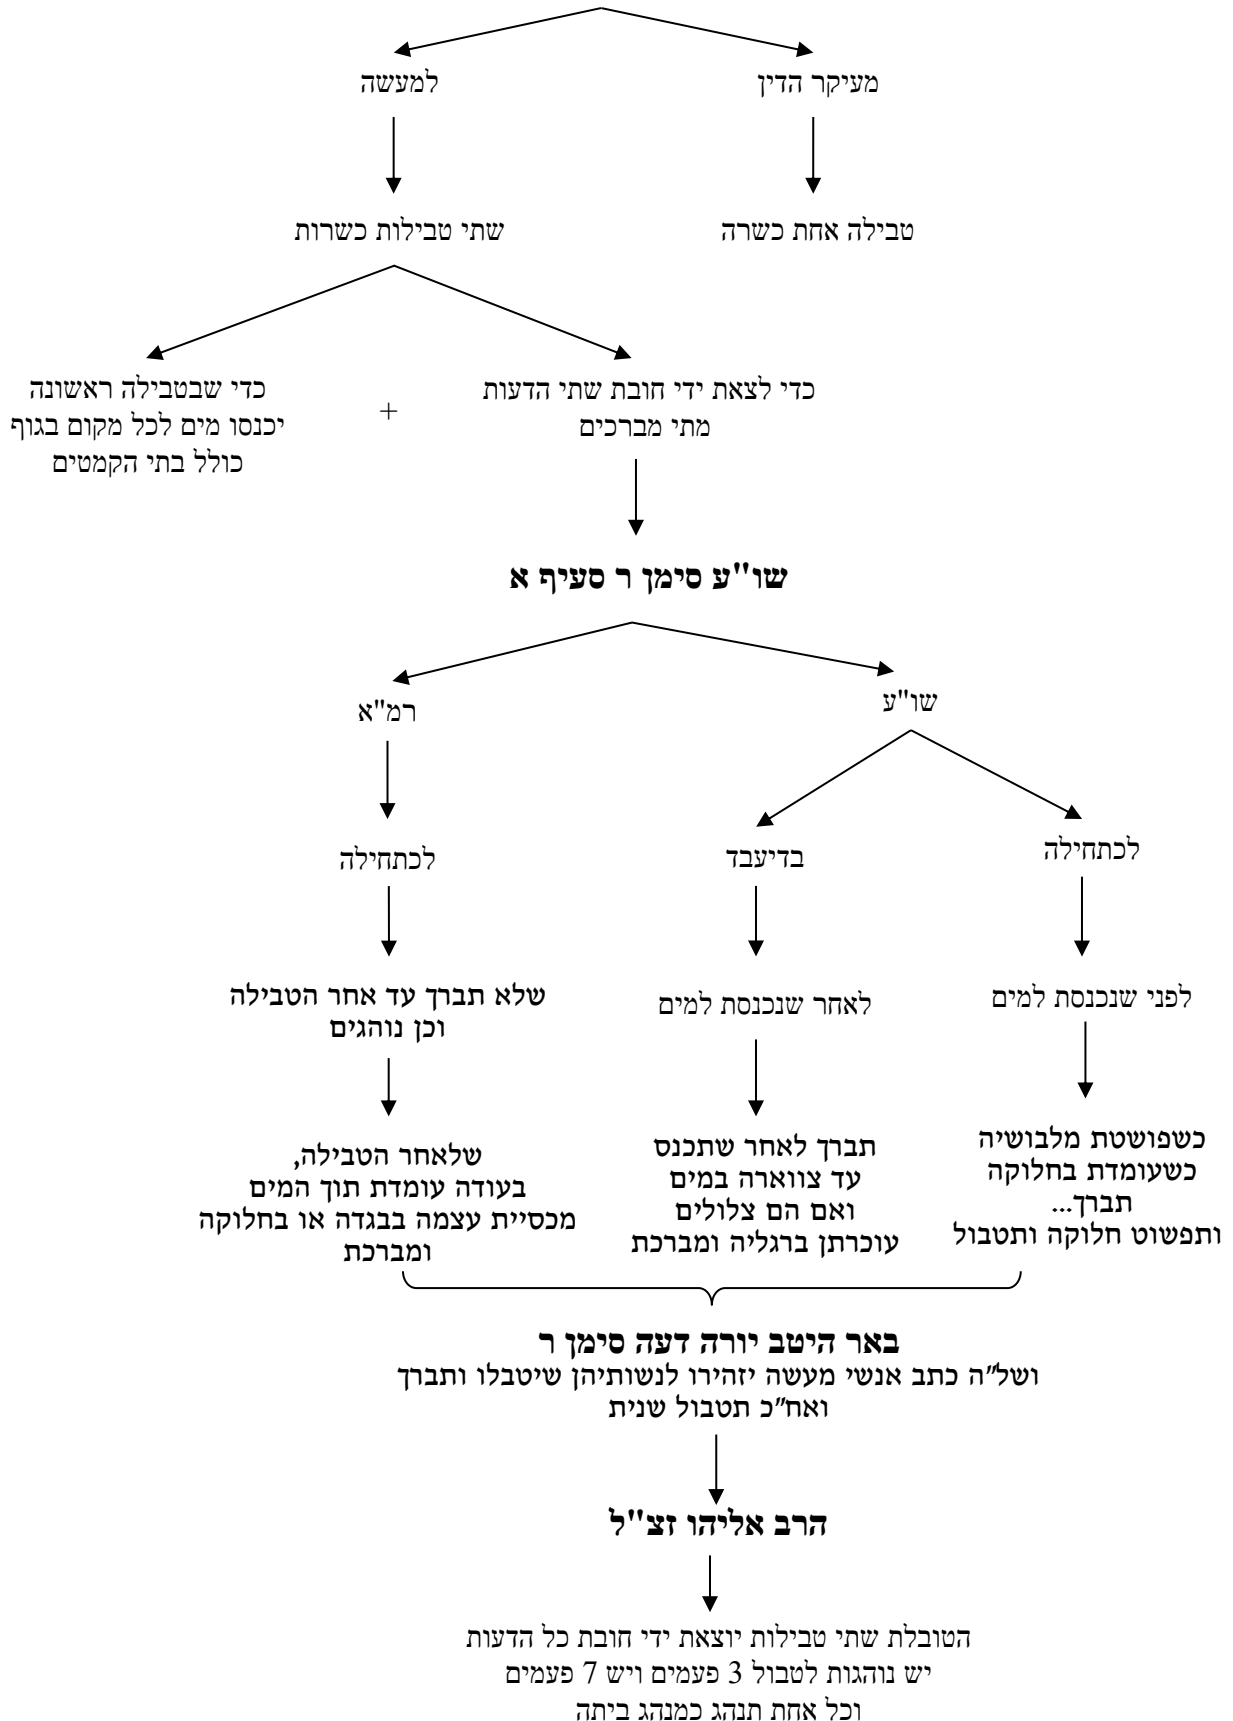 מעיקר הדין
למעשה
טבילה אחת כשרה
שתי טבילות כשרות
כדי לצאת ידי חובת שתי הדעות
מתי מברכים
+
כדי שבטבילה ראשונה
יכנסו מים לכל מקום בגוף
כולל בתי הקמטים
שו"ע סימן ר סעיף א
שו"ע
רמ"א
לכתחילה
בדיעבד
לכתחילה
לפני שנכנסת למים
לאחר שנכנסת למים
שלא תברך עד אחר הטבילה
וכן נוהגים
כשפושטת מלבושיה
כשעומדת בחלוקה
תברך...
ותפשוט חלוקה ותטבול
תברך לאחר שתכנס
עד צווארה במים
ואם הם צלולים
עוכרתן ברגליה ומברכת
שלאחר הטבילה,
בעודה עומדת תוך המים
מכסיית עצמה בבגדה או בחלוקה
ומברכת
באר היטב יורה דעה סימן ר
ושל"ה כתב אנשי מעשה יזהירו לנשותיהן שיטבלו ותברך
ואח"כ תטבול שנית
הרב אליהו זצ"ל
הטובלת שתי טבילות יוצאת ידי חובת כל הדעות
יש נוהגות לטבול 3 פעמים ויש 7 פעמים
וכל אחת תנהג כמנהג ביתה